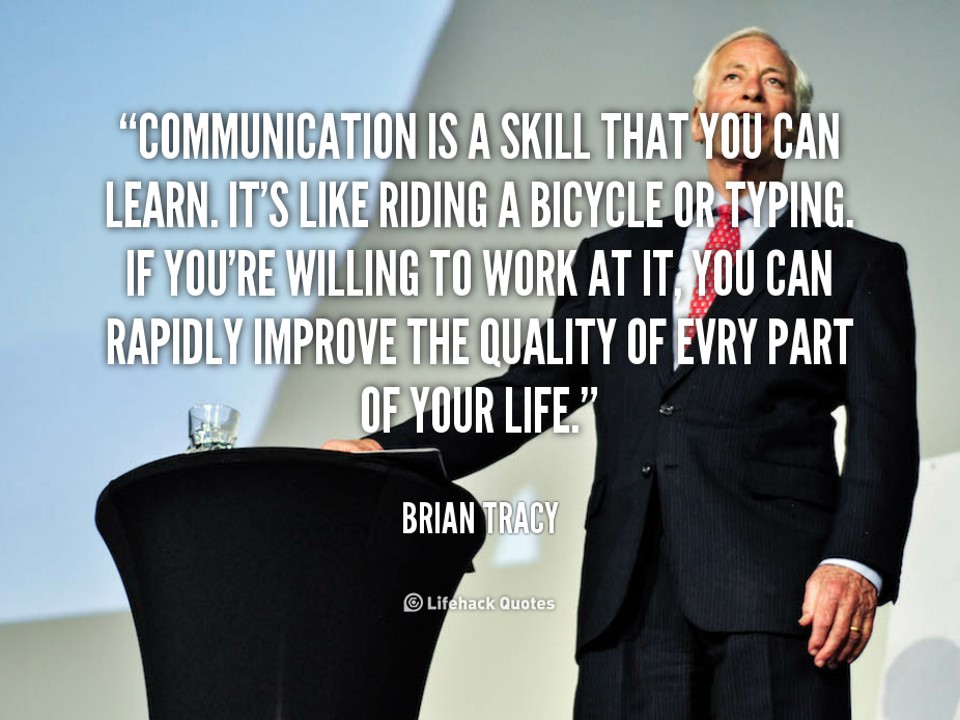 “COMMUNICATION IS A SKILL THAT YOU CAN
LEARN. IT’S LIKE RIDING A BICYCLE OR TYPING.
IF YOU’RE WILLING TO WORK AT IT, YOU CAN
RAPIDLY IMPROVE THE QUALITY OF EVRY PART
OF YOUR LIFE.”
BRIAN TRACY
Lifehack Quotes